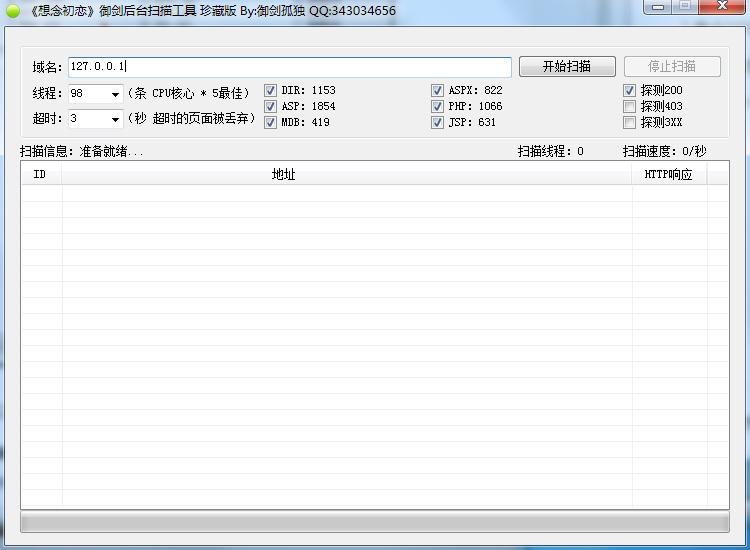 《想念初恋》御剑后台扫描工具 珍藏版 By:御剑孤独 QQ:343034656
域名: 127.0.0.1 开始扫描 停止扫描
线程: 98 (条 CPU核心 * 5最佳) DIR: 1153 ASPX: 822 探测200
超时: 3 (秒 超时的页面被丢弃) ASP: 1854 PHP: 1066 探测403
MDB: 419 JSP: 631 探测3XX
扫描信息: 准备就绪... 扫描线程: 0 扫描速度: 0/秒
ID 地址 HTTP响应